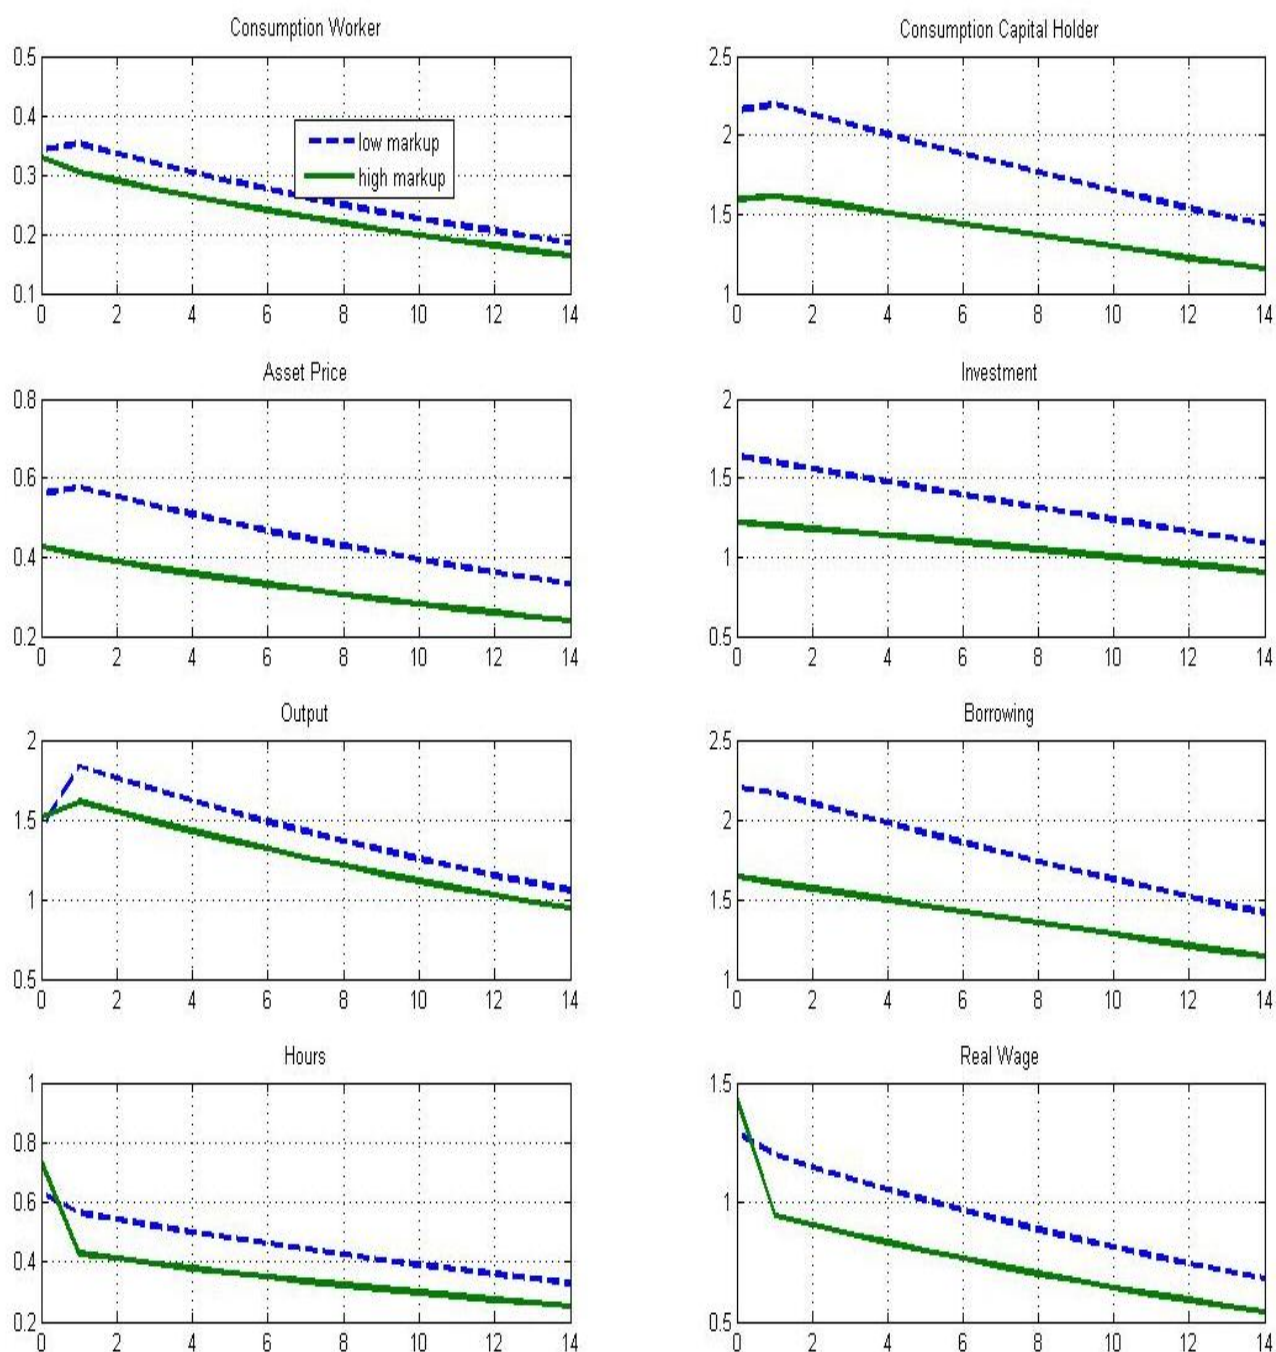 Consumption Worker
0.5
0.4
0.3
0.2
0.1
low markup
high markup
0 2 4 6 8 10 12 14
Consumption Capital Holder
2.5
2
1.5
1
0 2 4 6 8 10 12 14
Asset Price
0.8
0.6
0.4
0.2
0 2 4 6 8 10 12 14
Investment
2
1.5
1
0.5
0 2 4 6 8 10 12 14
Output
2
1.5
1
0.5
0 2 4 6 8 10 12 14
Borrowing
2.5
2
1.5
1
0 2 4 6 8 10 12 14
Hours
1
0.8
0.6
0.4
0.2
0 2 4 6 8 10 12 14
Real Wage
1.5
1
0.5
0 2 4 6 8 10 12 14